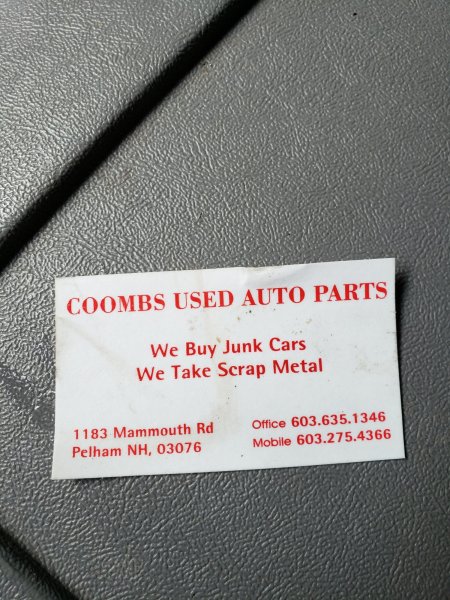 COOMBS USED AUTO PARTS
We Buy Junk Cars
We Take Scrap Metal
1183 Mammouth Rd
Pelham NH, 03076
Office 603.635.1346
Mobile 603.275.4366